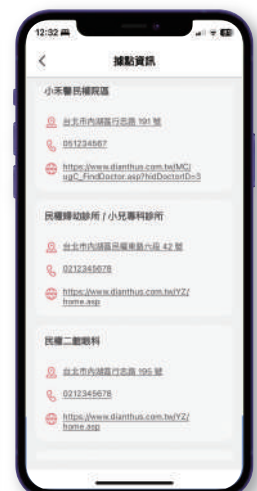 12:32
據點資訊
小禾馨民權院區
台北市內湖區行忠路 191 號
051234567
https://www.dianthus.com.tw/MC/
ugC_FindDoctor.asp?hidDoctorID=3
民權婦幼診所 / 小兒專科診所
台北市內湖區民權東路六段 42 號
0212345678
https://www.dianthus.com.tw/YZ/
home.asp
民權二館眼科
台北市內湖區行忠路 195 號
0212345678
https://www.dianthus.com.tw/YZ/
home.asp